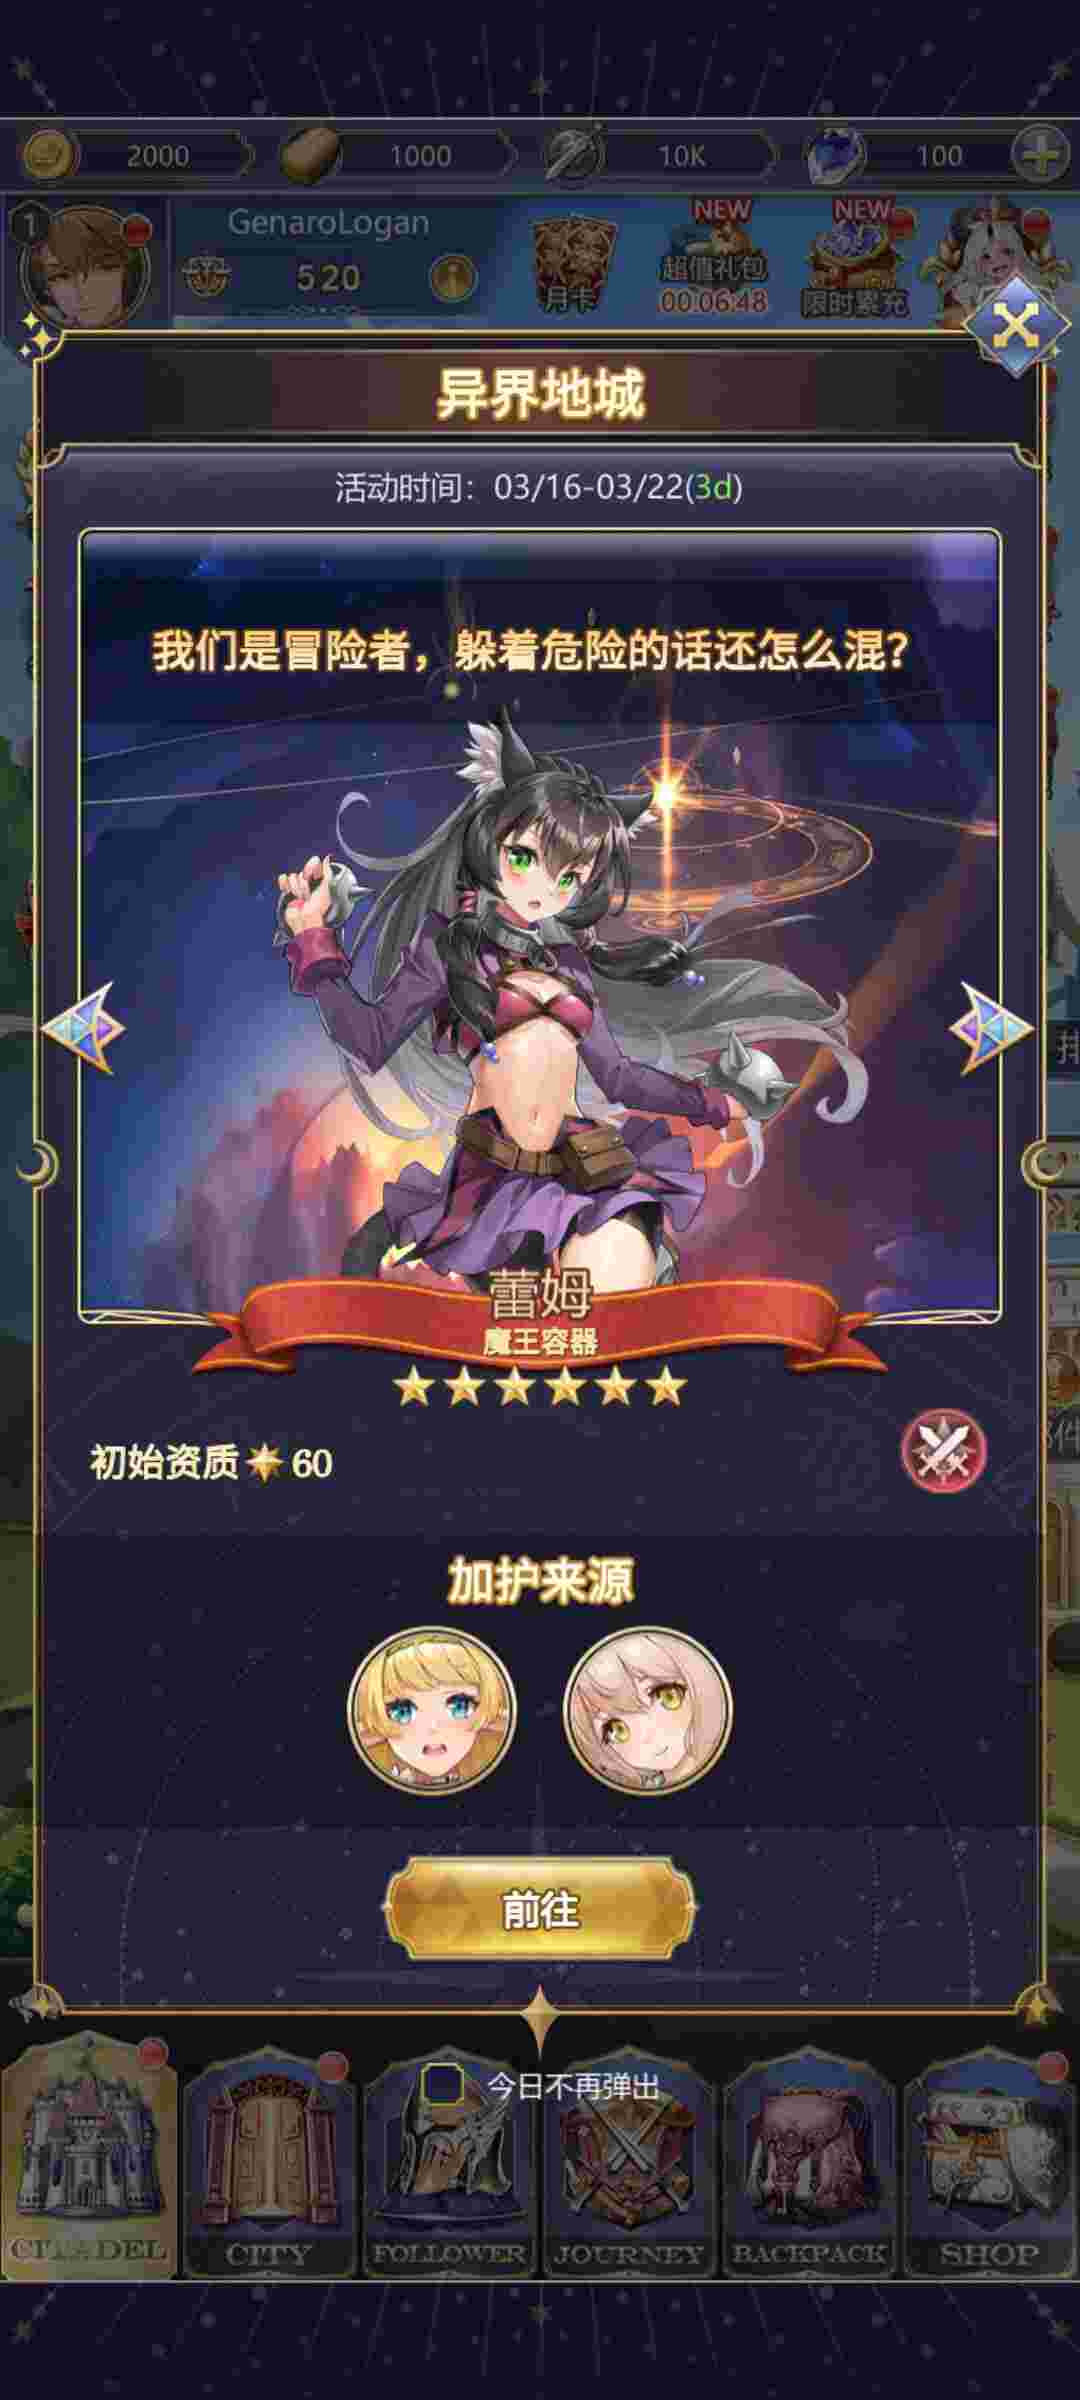 2000
1000
10K
100
1
GenaroLogan
520
月卡
NEW
超值礼包
00:06:48
NEW
限时累充
异界地城
活动时间：03/16-03/22(3d)
我们是冒险者，躲着危险的话还怎么混？
蕾姆
魔王容器
初始资质 60
加护来源
前往
今日不再弹出
CITADEL
CITY
FOLLOWER
JOURNEY
BACKPACK
SHOP